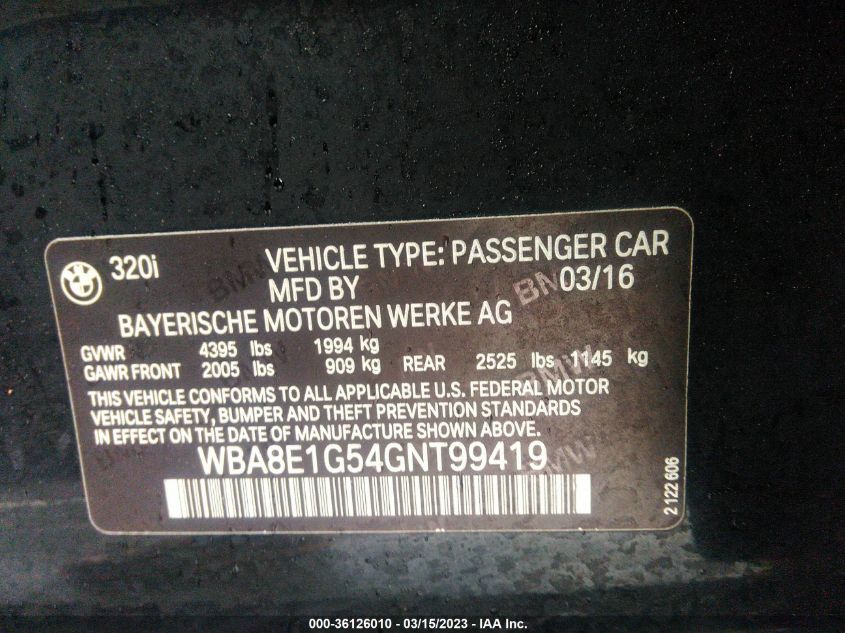 320i VEHICLE TYPE: PASSENGER CAR
MFD BY 03/16
BAYERISCHE MOTOREN WERKE AG
GVWR 4395 lbs 1994 kg
GAWR FRONT 2005 lbs 909 kg REAR 2525 lbs 1145 kg
THIS VEHICLE CONFORMS TO ALL APPLICABLE U.S. FEDERAL MOTOR
VEHICLE SAFETY, BUMPER AND THEFT PREVENTION STANDARDS
IN EFFECT ON THE DATE OF MANUFACTURE SHOWN ABOVE.
WBA8E1G54GNT99419
2 122 606
000-36126010 - 03/15/2023 - IAA Inc.